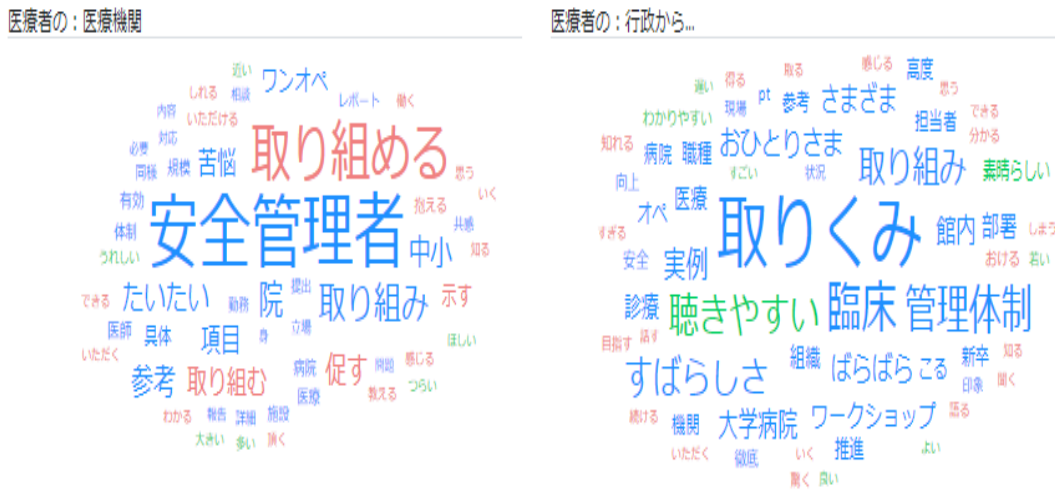 医療者の：医療機関
近い ワンオペ
しれる 相談 レポート 働く
内容 いただける
必要 対応 取り組める
同様 規模 苦悩 思う
有効 安全管理者 抱える いく
体制 中小 共感 知る
うれしい
できる たいたい 勤務 院 提出 取り組み 示す
医師 具体 項目 身 立場 ほしい
いただく 参考 取り組む 病院 促す 問題 感じる
医療 教える つらい
わかる 報告 詳細 施設
大きい 多い 頂く
医療者の：行政から...
感じる 高度
遠い 得る 取る 思う
わかりやすい 現場 pt 参考 さまざま 担当者 できる
知れる 病院 職種 おひとりさま 分かる
向上 すごい 状況 取り組み 素晴らしい
オペ 医療 取りくみ 館内 部署 しまう
すぎる
安全 実例 おける 若い
診療 聴きやすい 臨床 管理体制
目指す 話す
すばらしさ 組織 ばらばら こる 新卒 知る
印象 聞く
続ける 機関 大学病院 ワークショップ 語る
いただく 徹底 いく 推進 よい
驚く 良い